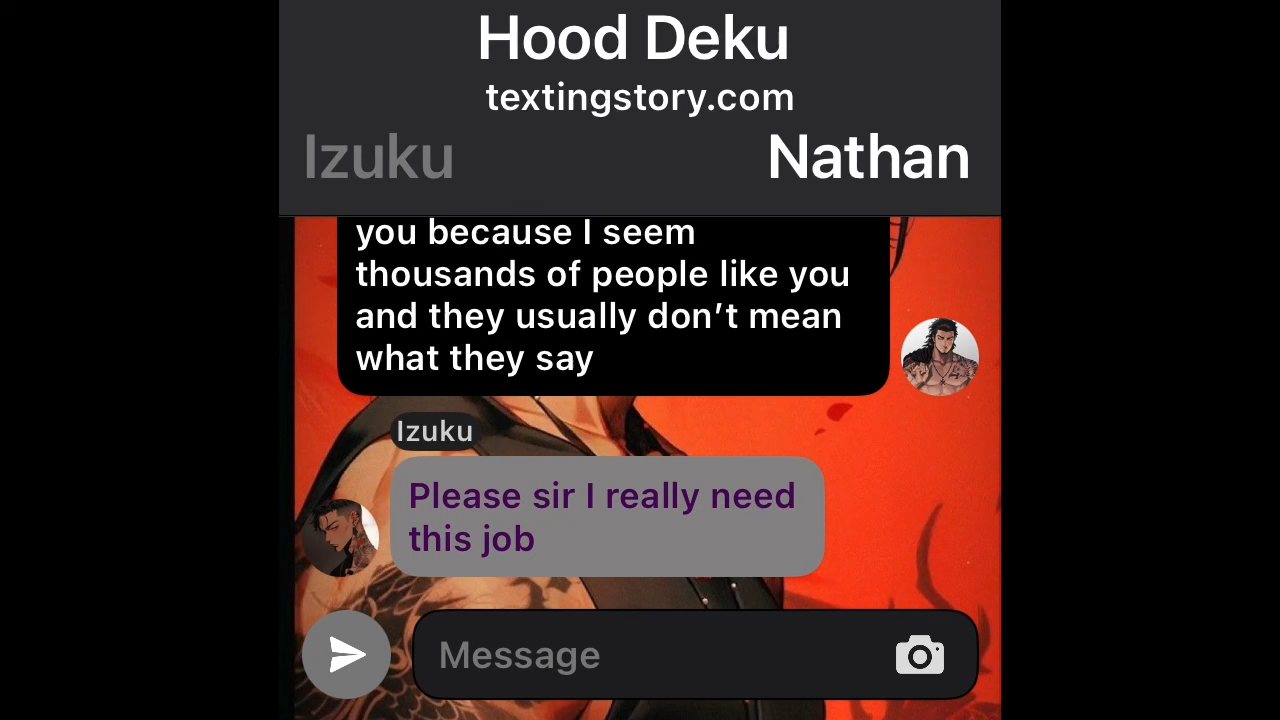 Hood Deku
textingstory.com
Izuku
Nathan
you because I seem
thousands of people like you
and they usually don’t mean
what they say
Izuku
Please sir I really need
this job
Message